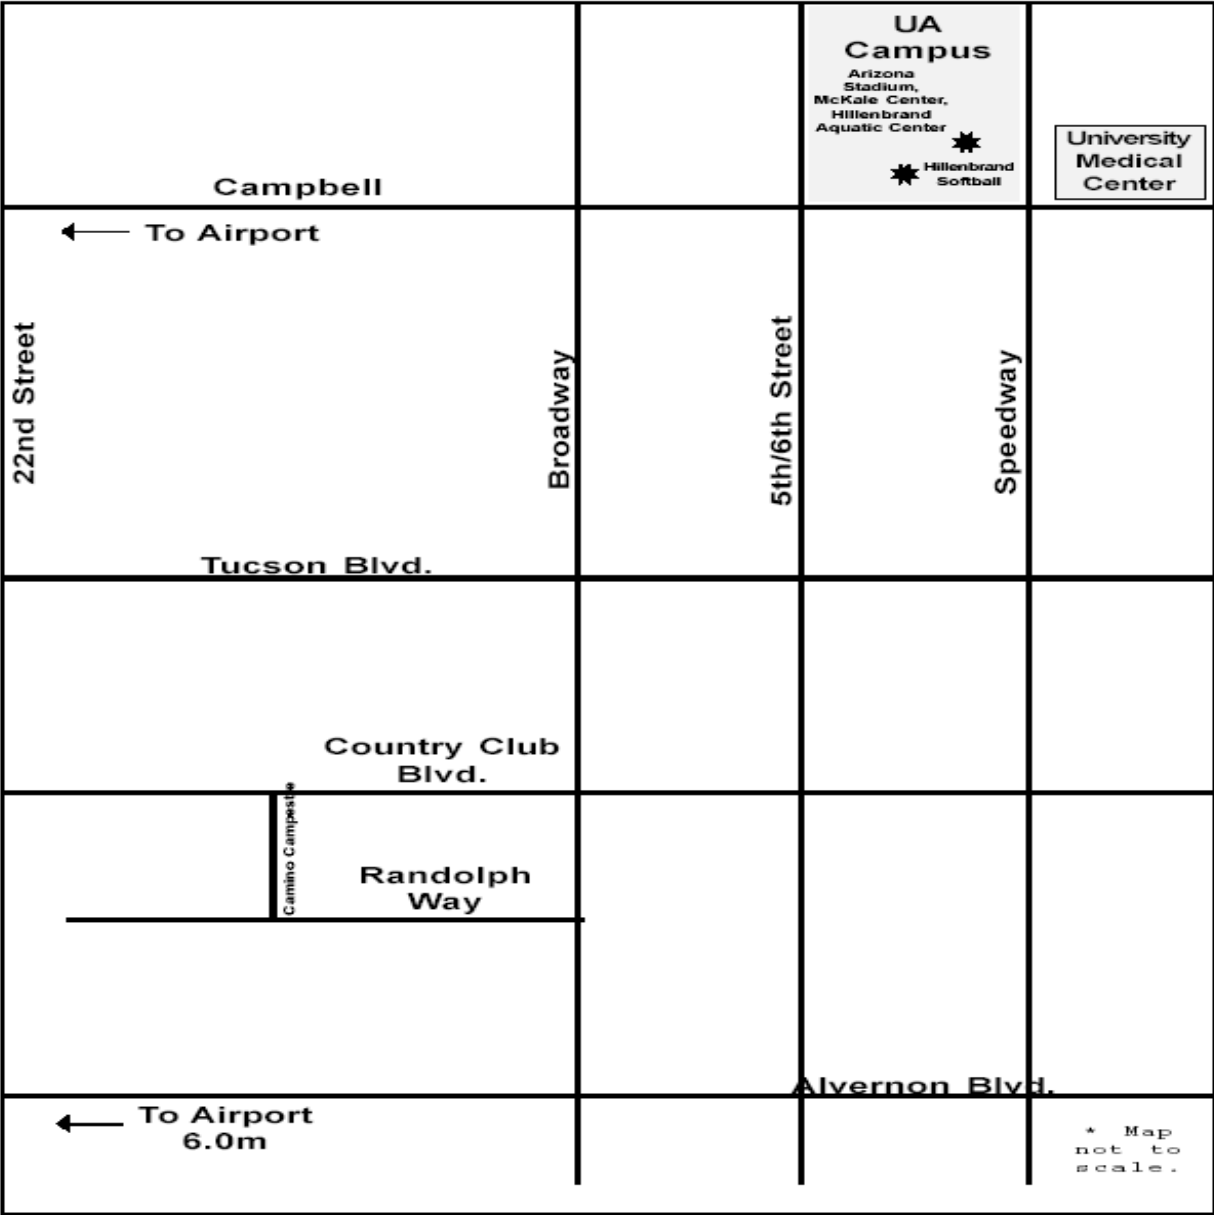 UA
Campus
Arizona
Stadium,
McKale Center,
Hillenbrand
Aquatic Center
Hillenbrand
Softball
University
Medical
Center
Campbell
To Airport
22nd Street
Broadway
5th/6th Street
Speedway
Tucson Blvd.
Country Club
Blvd.
Camino Campestre
Randolph
Way
Alvernon Blvd.
To Airport
6.0m
* Map
not to
scale.